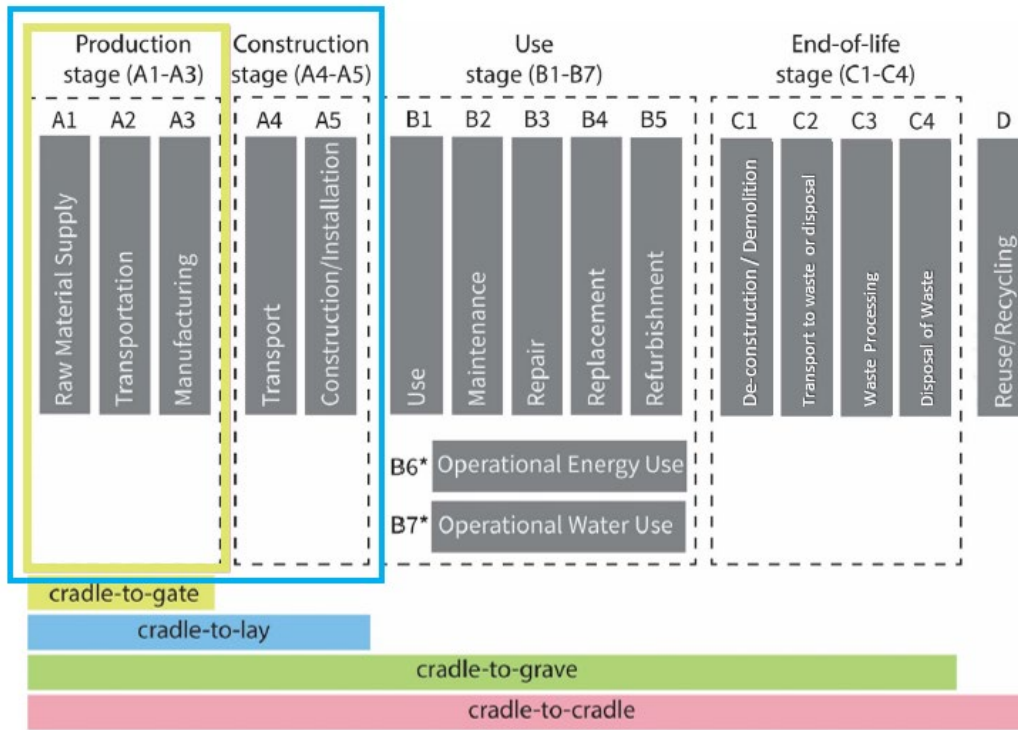 Production
stage (A1-A3)
Construction
stage (A4-A5)
Use
stage (B1-B7)
End-of-life
stage (C1-C4)
A1
A2
A3
A4
A5
B1
B2
B3
B4
B5
C1
C2
C3
C4
D
Raw Material Supply
Transportation
Manufacturing
Transport
Construction/Installation
Use
Maintenance
Repair
Replacement
Refurbishment
De-construction / Demolition
Transport to waste or disposal
Waste Processing
Disposal of Waste
Reuse/Recycling
B6* Operational Energy Use
B7* Operational Water Use
cradle-to-gate
cradle-to-lay
cradle-to-grave
cradle-to-cradle